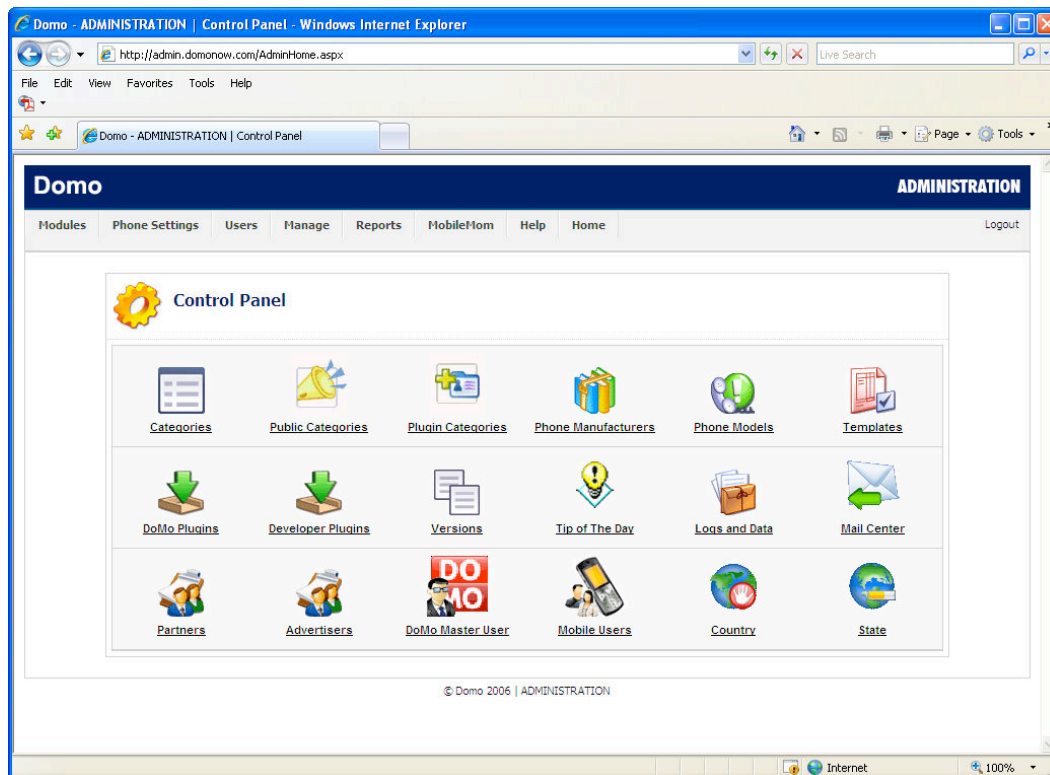 Domo - ADMINISTRATION | Control Panel - Windows Internet Explorer
http://admin.domonow.com/AdminHome.aspx
Live Search
File Edit View Favorites Tools Help
Domo - ADMINISTRATION | Control Panel
Page Tools
Domo
ADMINISTRATION
Modules Phone Settings Users Manage Reports MobileMom Help Home Logout
Control Panel
Categories Public Categories Plugin Categories Phone Manufacturers Phone Models Templates
DoMo Plugins Developer Plugins Versions Tip of The Day Logs and Data Mail Center
DO
MO
Partners Advertisers DoMo Master User Mobile Users Country State
© Domo 2006 | ADMINISTRATION
Internet 100%